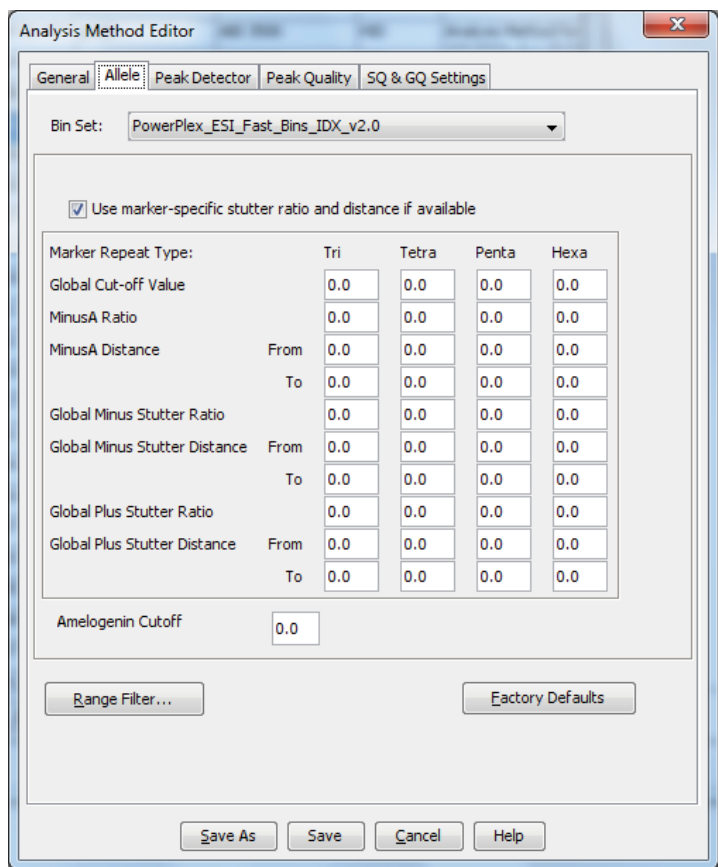 Analysis Method Editor
General Allele Peak Detector Peak Quality SQ & GQ Settings
Bin Set: PowerPlex_ESI_Fast_Bins_IDX_v2.0
Use marker-specific stutter ratio and distance if available
Marker Repeat Type: Tri Tetra Penta Hexa
Global Cut-off Value 0.0 0.0 0.0 0.0
MinusA Ratio 0.0 0.0 0.0 0.0
MinusA Distance From 0.0 0.0 0.0 0.0
To 0.0 0.0 0.0 0.0
Global Minus Stutter Ratio 0.0 0.0 0.0 0.0
Global Minus Stutter Distance From 0.0 0.0 0.0 0.0
To 0.0 0.0 0.0 0.0
Global Plus Stutter Ratio 0.0 0.0 0.0 0.0
Global Plus Stutter Distance From 0.0 0.0 0.0 0.0
To 0.0 0.0 0.0 0.0
Amelogenin Cutoff 0.0
Range Filter... Factory Defaults
Save As Save Cancel Help